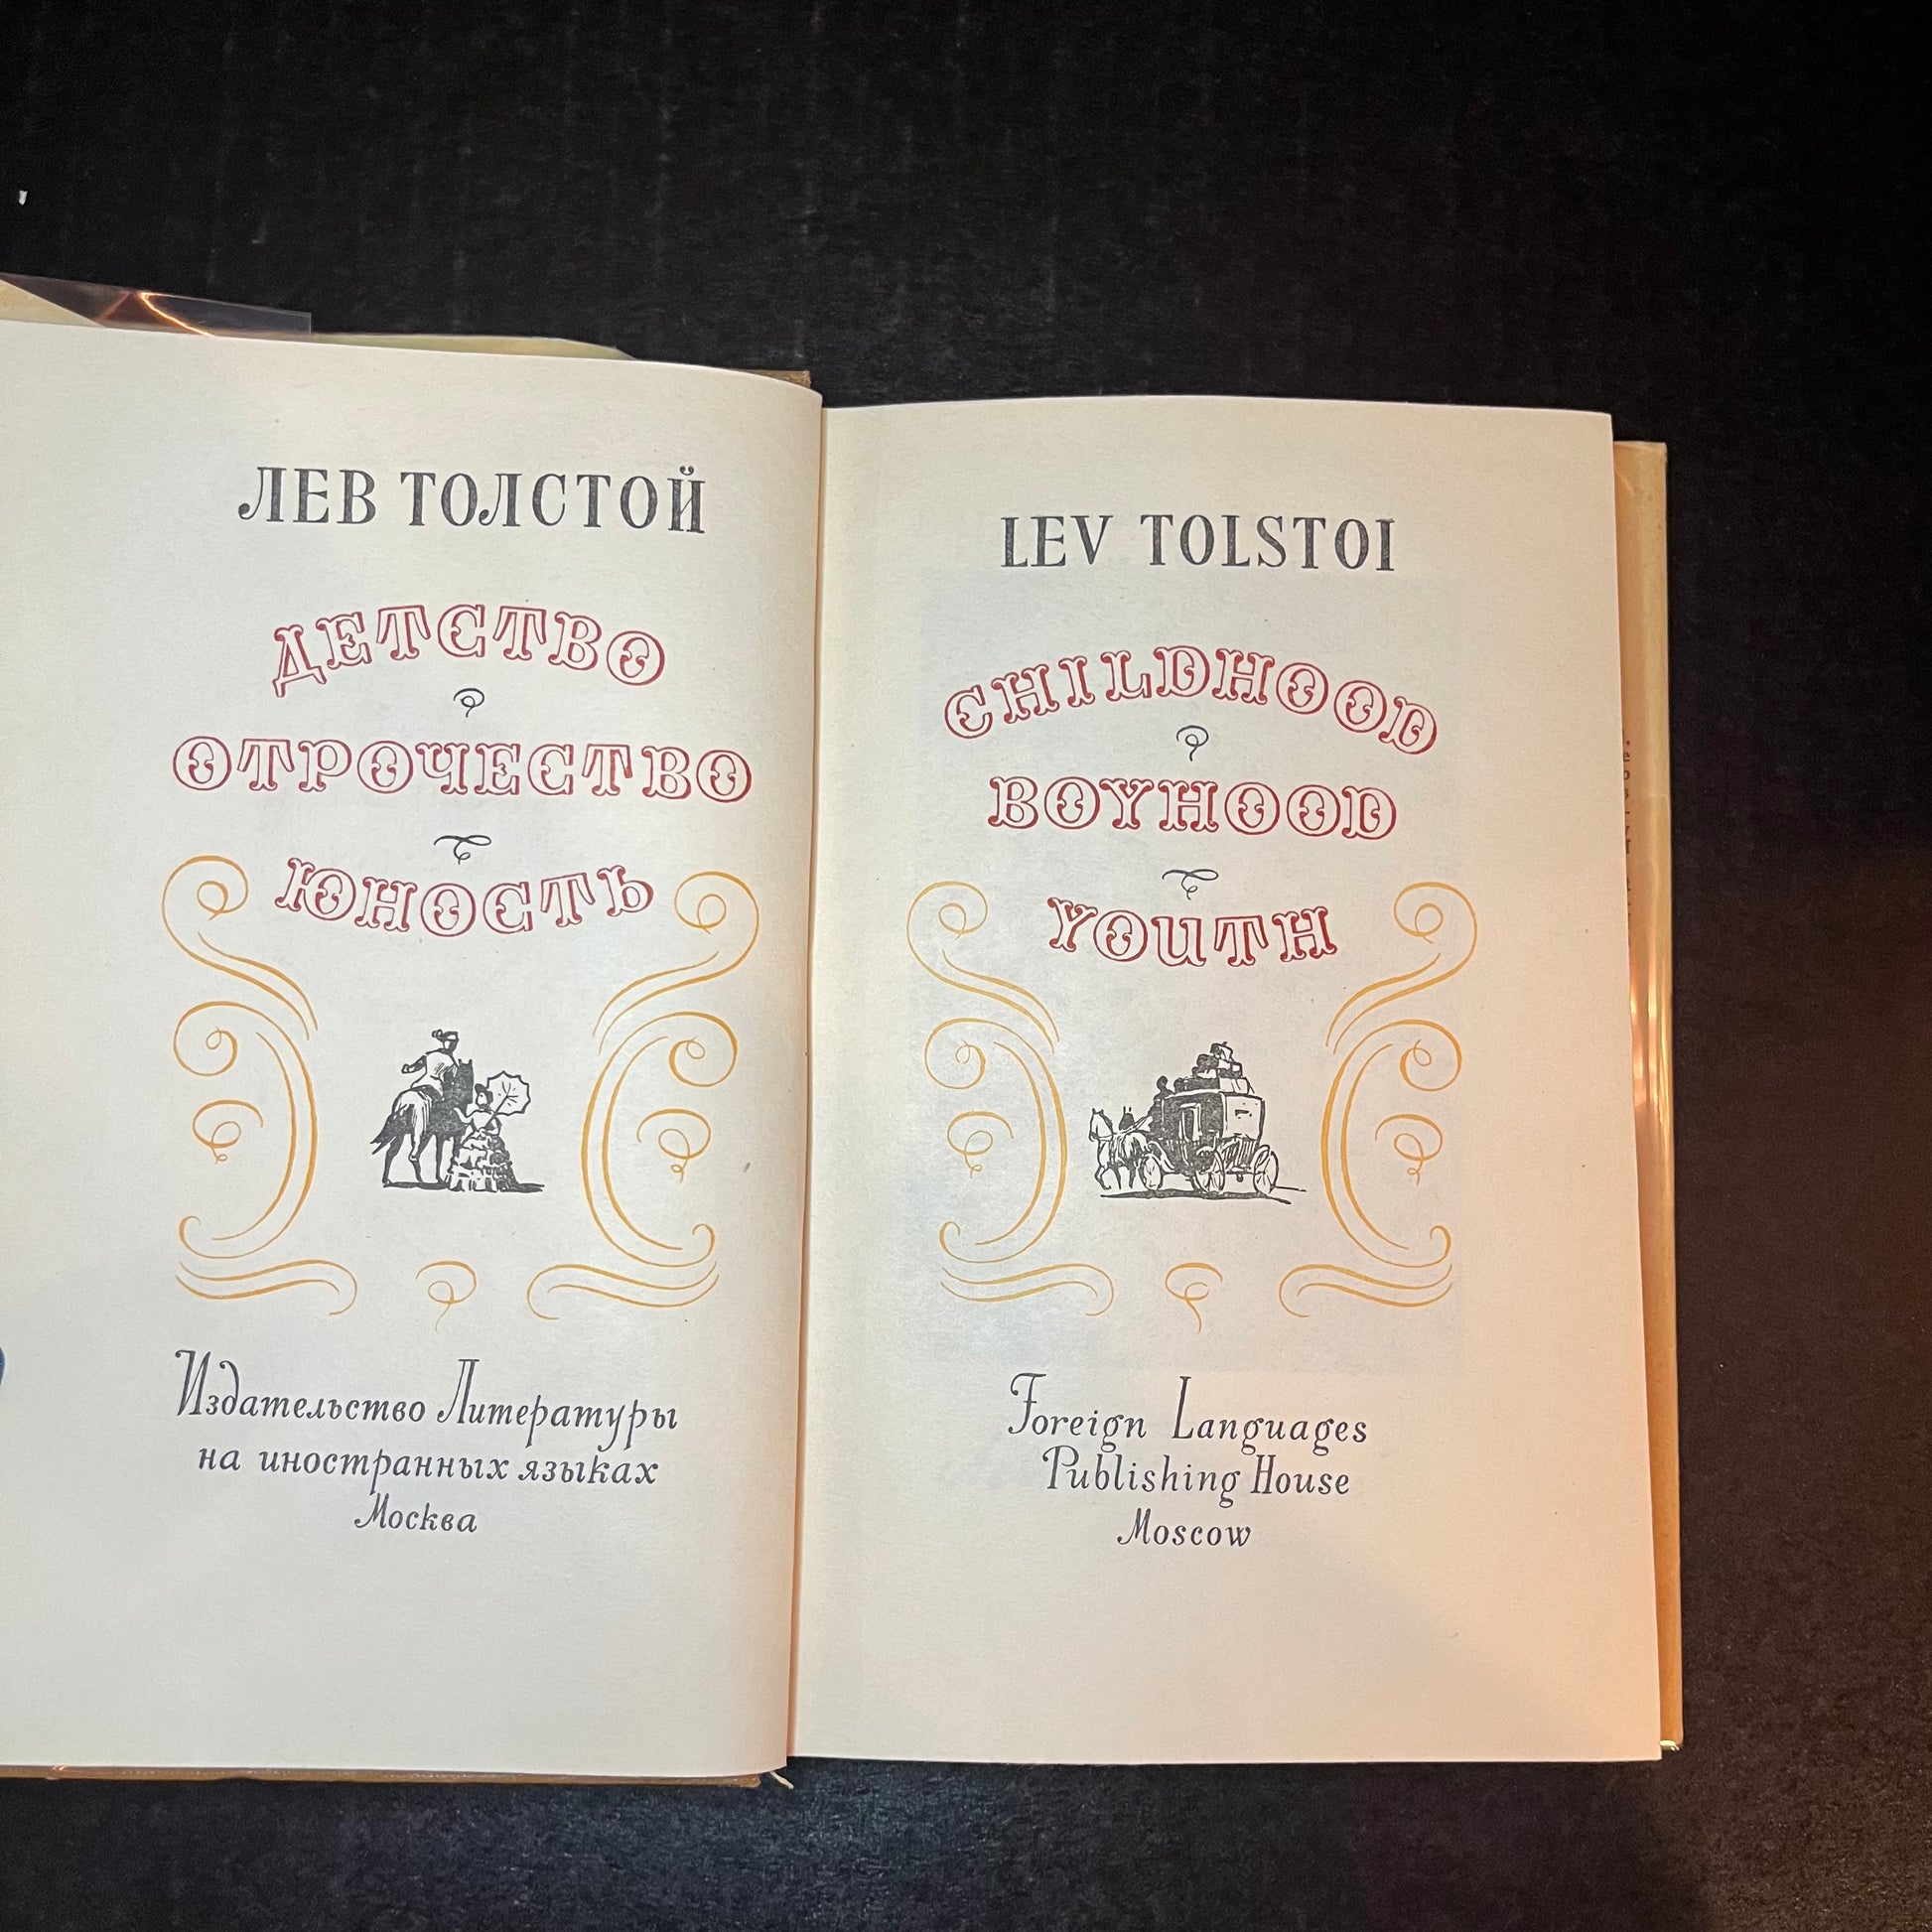 ЛЕВ ТОЛСТОЙ
ДЕТСТВО
ОТРОЧЕСТВО
ЮНОСТЬ
Издательство Литературы
на иностранных языках
Москва
LEV TOLSTOI
CHILDHOOD
BOYHOOD
YOUTH
Foreign Languages
Publishing House
Moscow